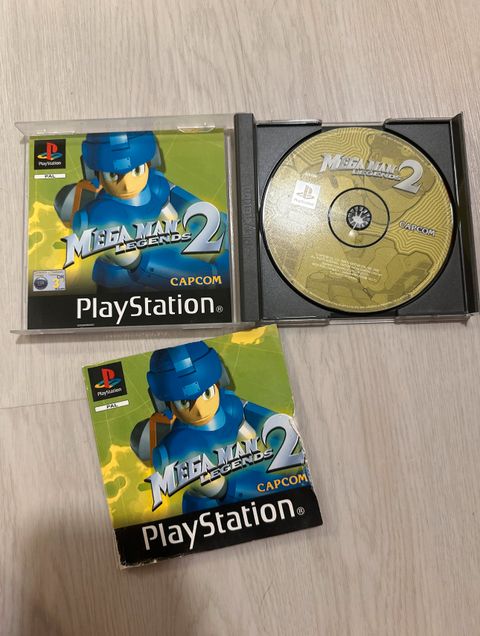 PlayStation
PAL
MEGA MAN
LEGENDS 2
CAPCOM
PlayStation®
MEGA MAN
LEGENDS 2
CAPCOM
PlayStation
PAL
MEGA MAN
LEGENDS 2
CAPCOM
PlayStation®